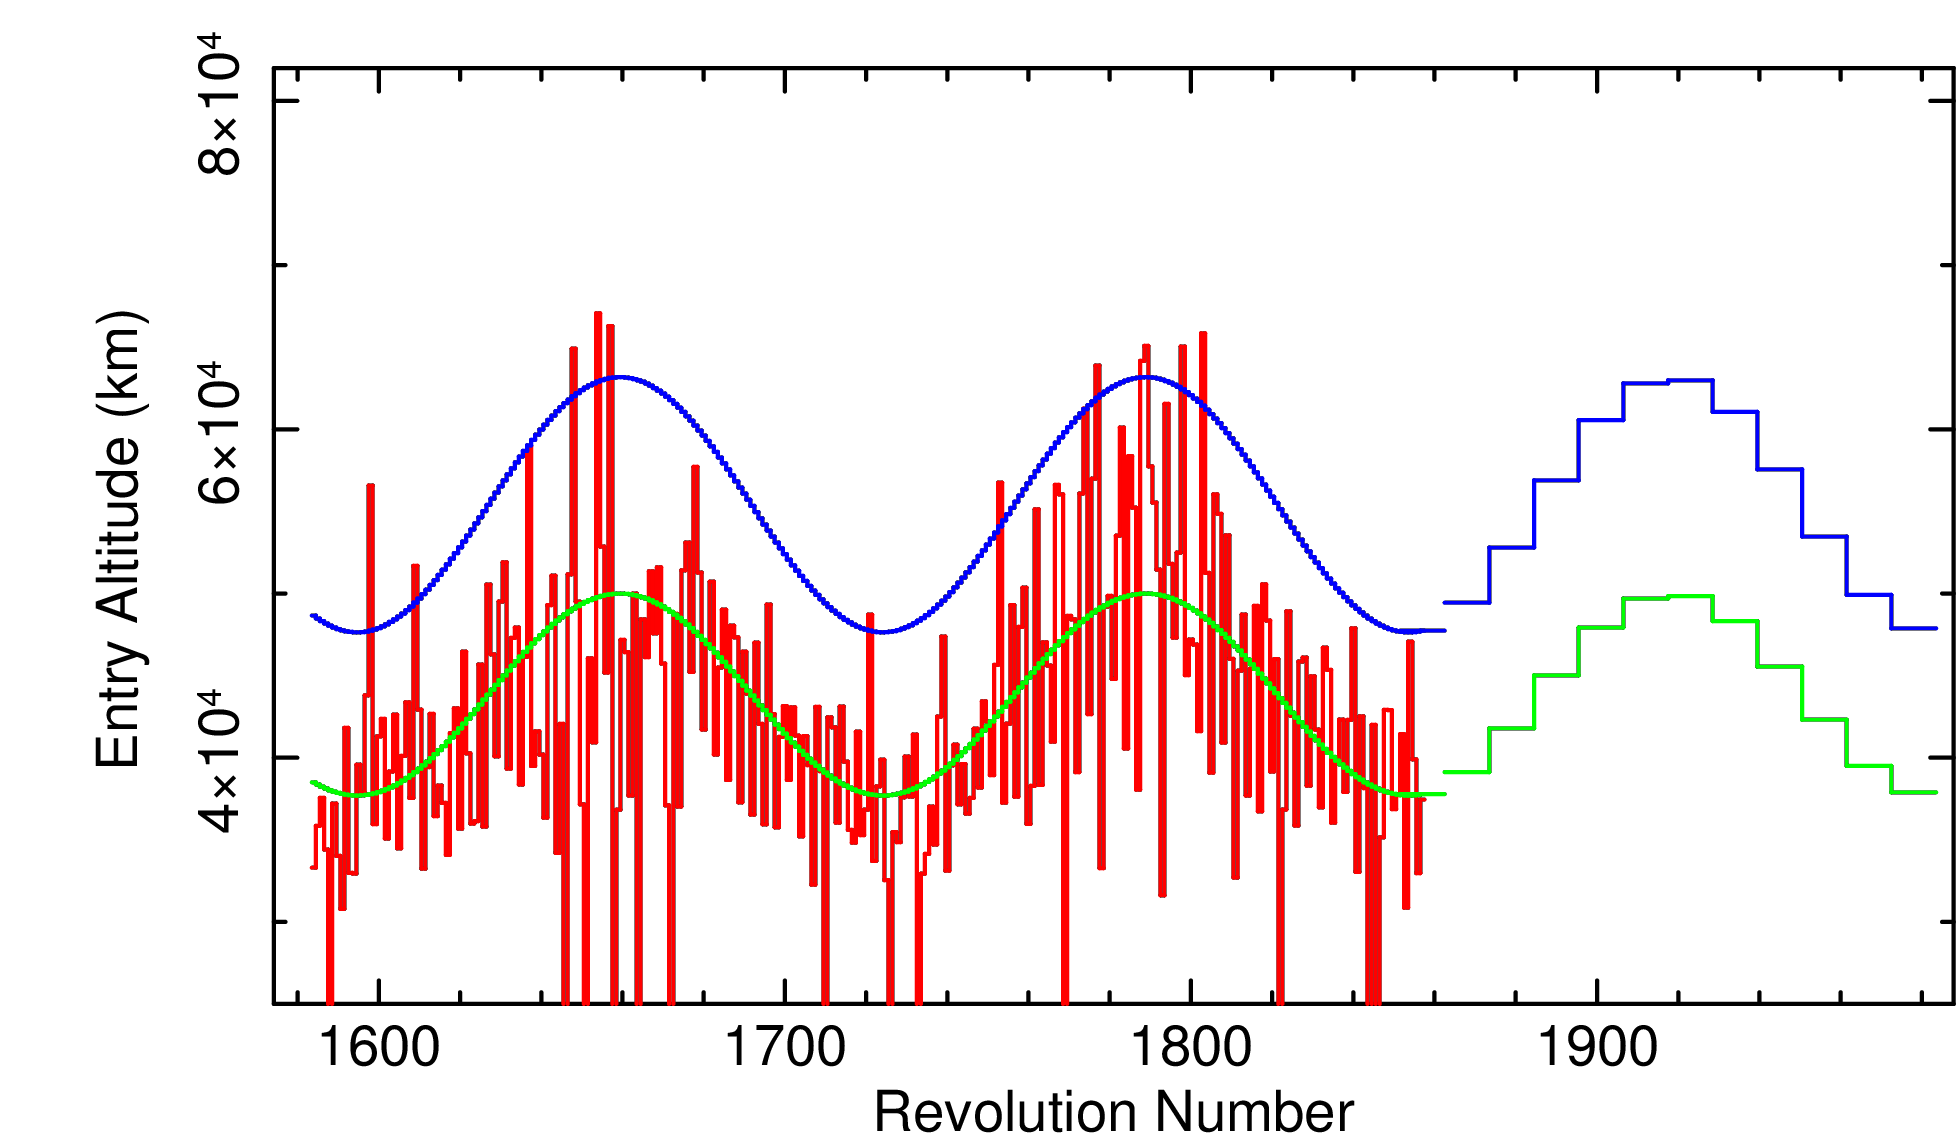 8×10⁴
6×10⁴
4×10⁴
Entry Altitude (km)
1600 1700 1800 1900
Revolution Number